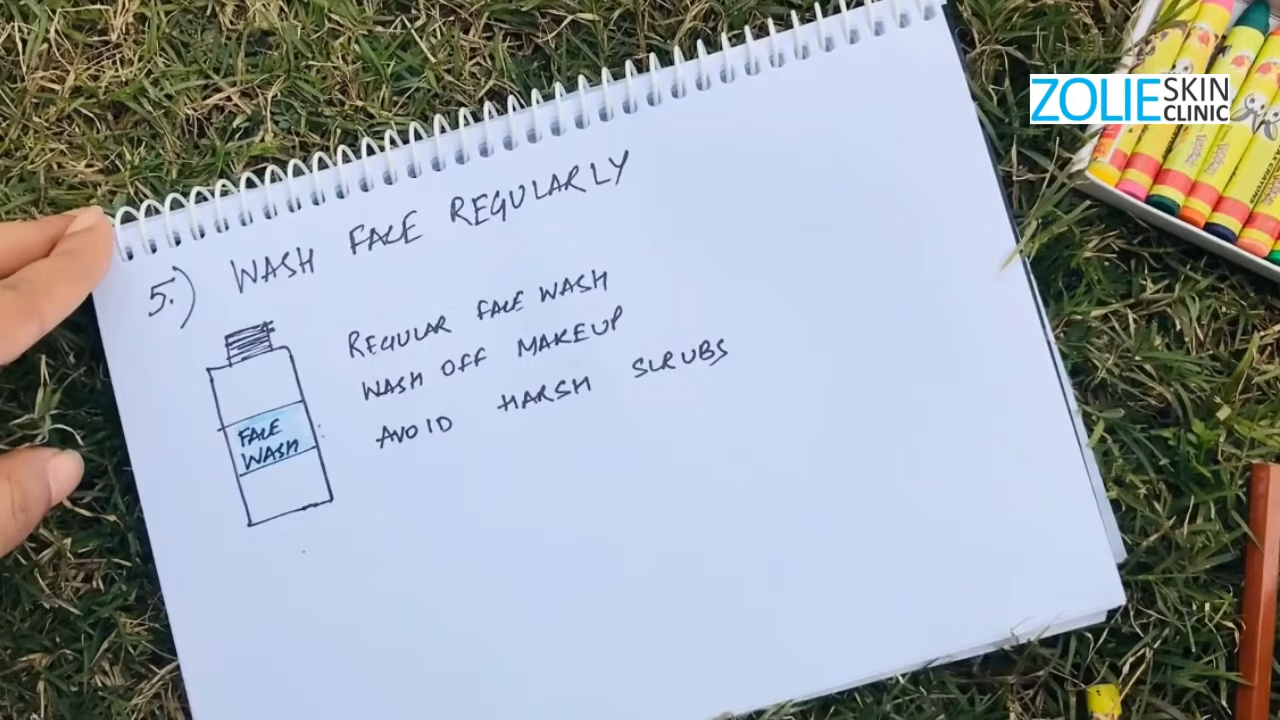 ZOLIE SKIN CLINIC
5.) WASH FACE REGULARLY
REGULAR FACE WASH
WASH OFF MAKEUP
AVOID HARSH SCRUBS
FACE
WASH